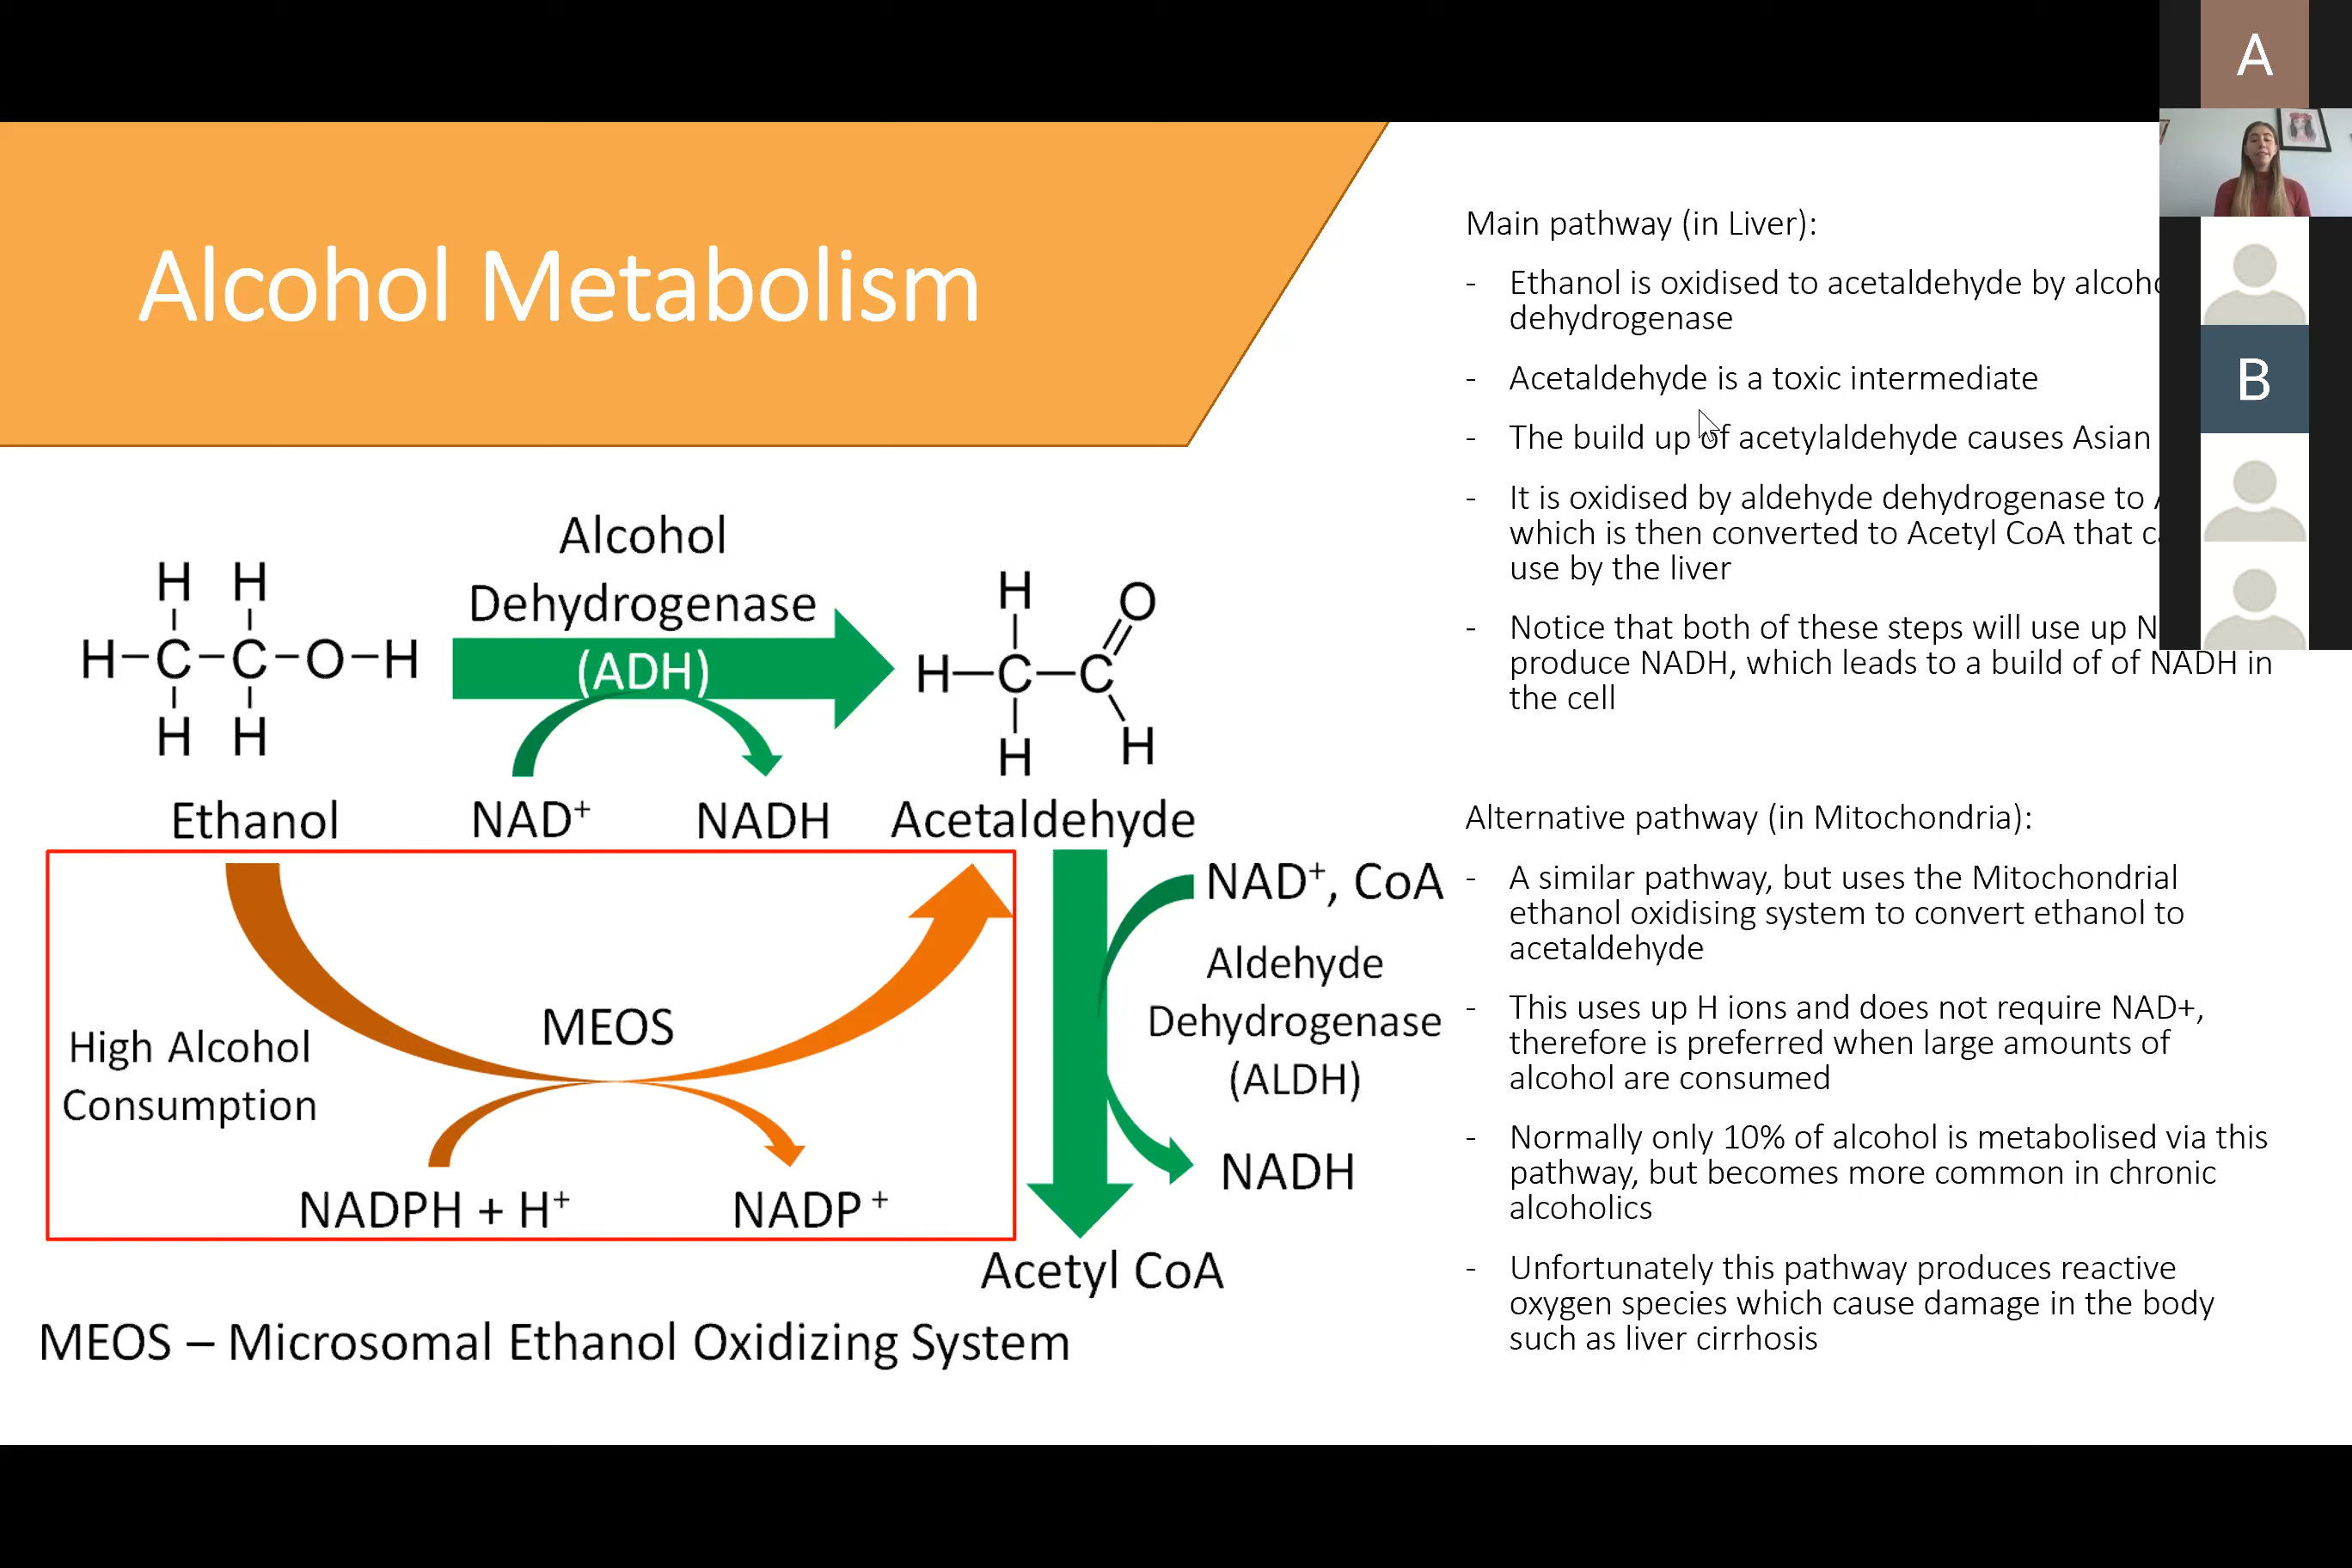 A
Alcohol Metabolism
Main pathway (in Liver):
- Ethanol is oxidised to acetaldehyde by
dehydrogenase
- Acetaldehyde is a toxic intermediate
- The build up of acetylaldehyde causes Asian
- It is oxidised by aldehyde dehydrogenase to
which is then converted to Acetyl CoA that
use by the liver
- Notice that both of these steps will use up
produce NADH, which leads to a build of of NADH in
the cell
B
Alternative pathway (in Mitochondria):
- A similar pathway, but uses the Mitochondrial
ethanol oxidising system to convert ethanol to
acetaldehyde
- This uses up H ions and does not require NAD+,
therefore is preferred when large amounts of
alcohol are consumed
- Normally only 10% of alcohol is metabolised via this
pathway, but becomes more common in chronic
alcoholics
- Unfortunately this pathway produces reactive
oxygen species which cause damage in the body
such as liver cirrhosis
Alcohol
Dehydrogenase
(ADH)
H H
H–C–C–O–H
H H
H O
H–C–C
H H
Ethanol
NAD⁺
NADH
Acetaldehyde
NAD⁺, CoA
Aldehyde
Dehydrogenase
(ALDH)
NADH
High Alcohol
Consumption
MEOS
NADPH + H⁺
NADP ⁺
Acetyl CoA
MEOS – Microsomal Ethanol Oxidizing System